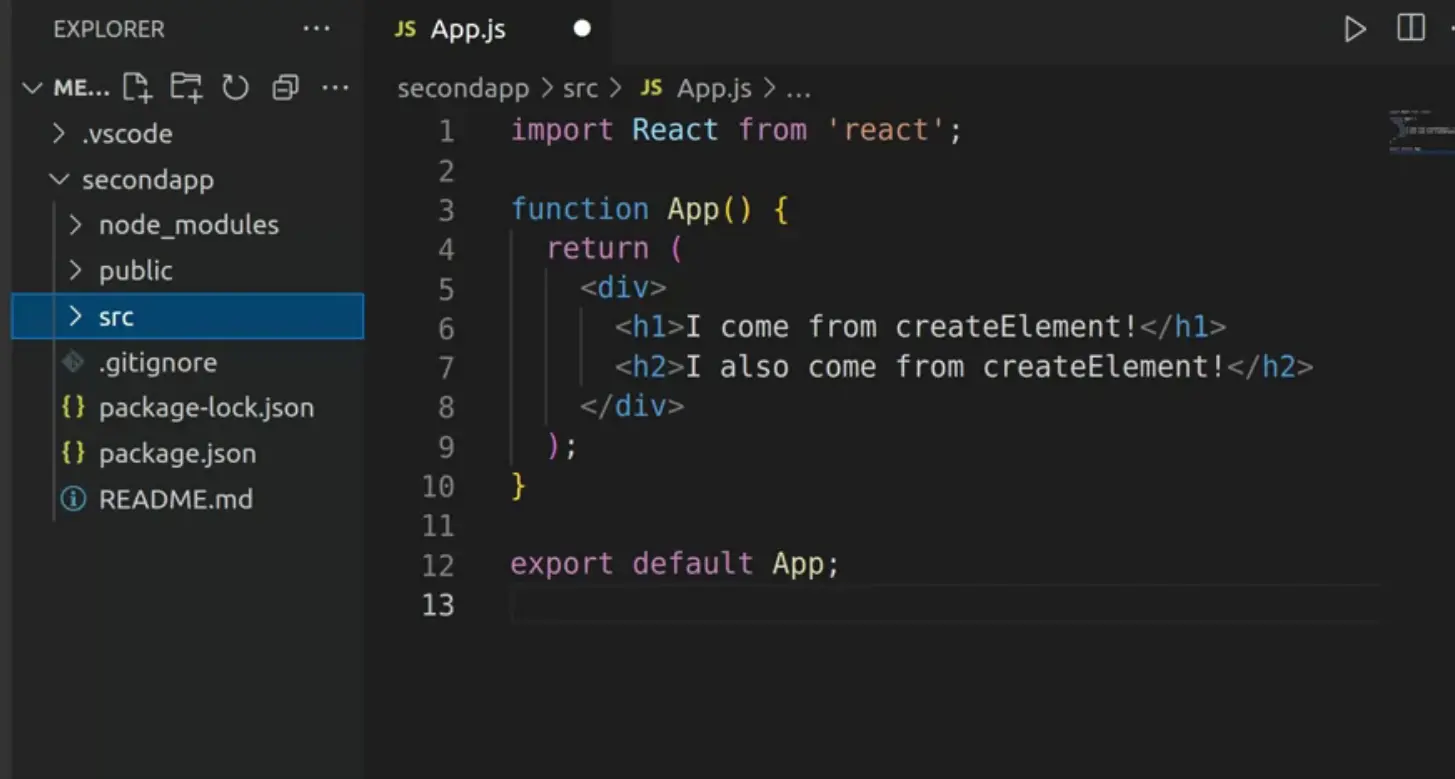 EXPLORER ...
ME... ...
.vscode
secondapp
node_modules
public
src
.gitignore
{} package-lock.json
{} package.json
README.md
JS App.js
secondapp > src > JS App.js > ...
1 import React from 'react';
2
3 function App() {
4 return (
5 <div>
6 <h1>I come from createElement!</h1>
7 <h2>I also come from createElement!</h2>
8 </div>
9 );
10 }
11
12 export default App;
13